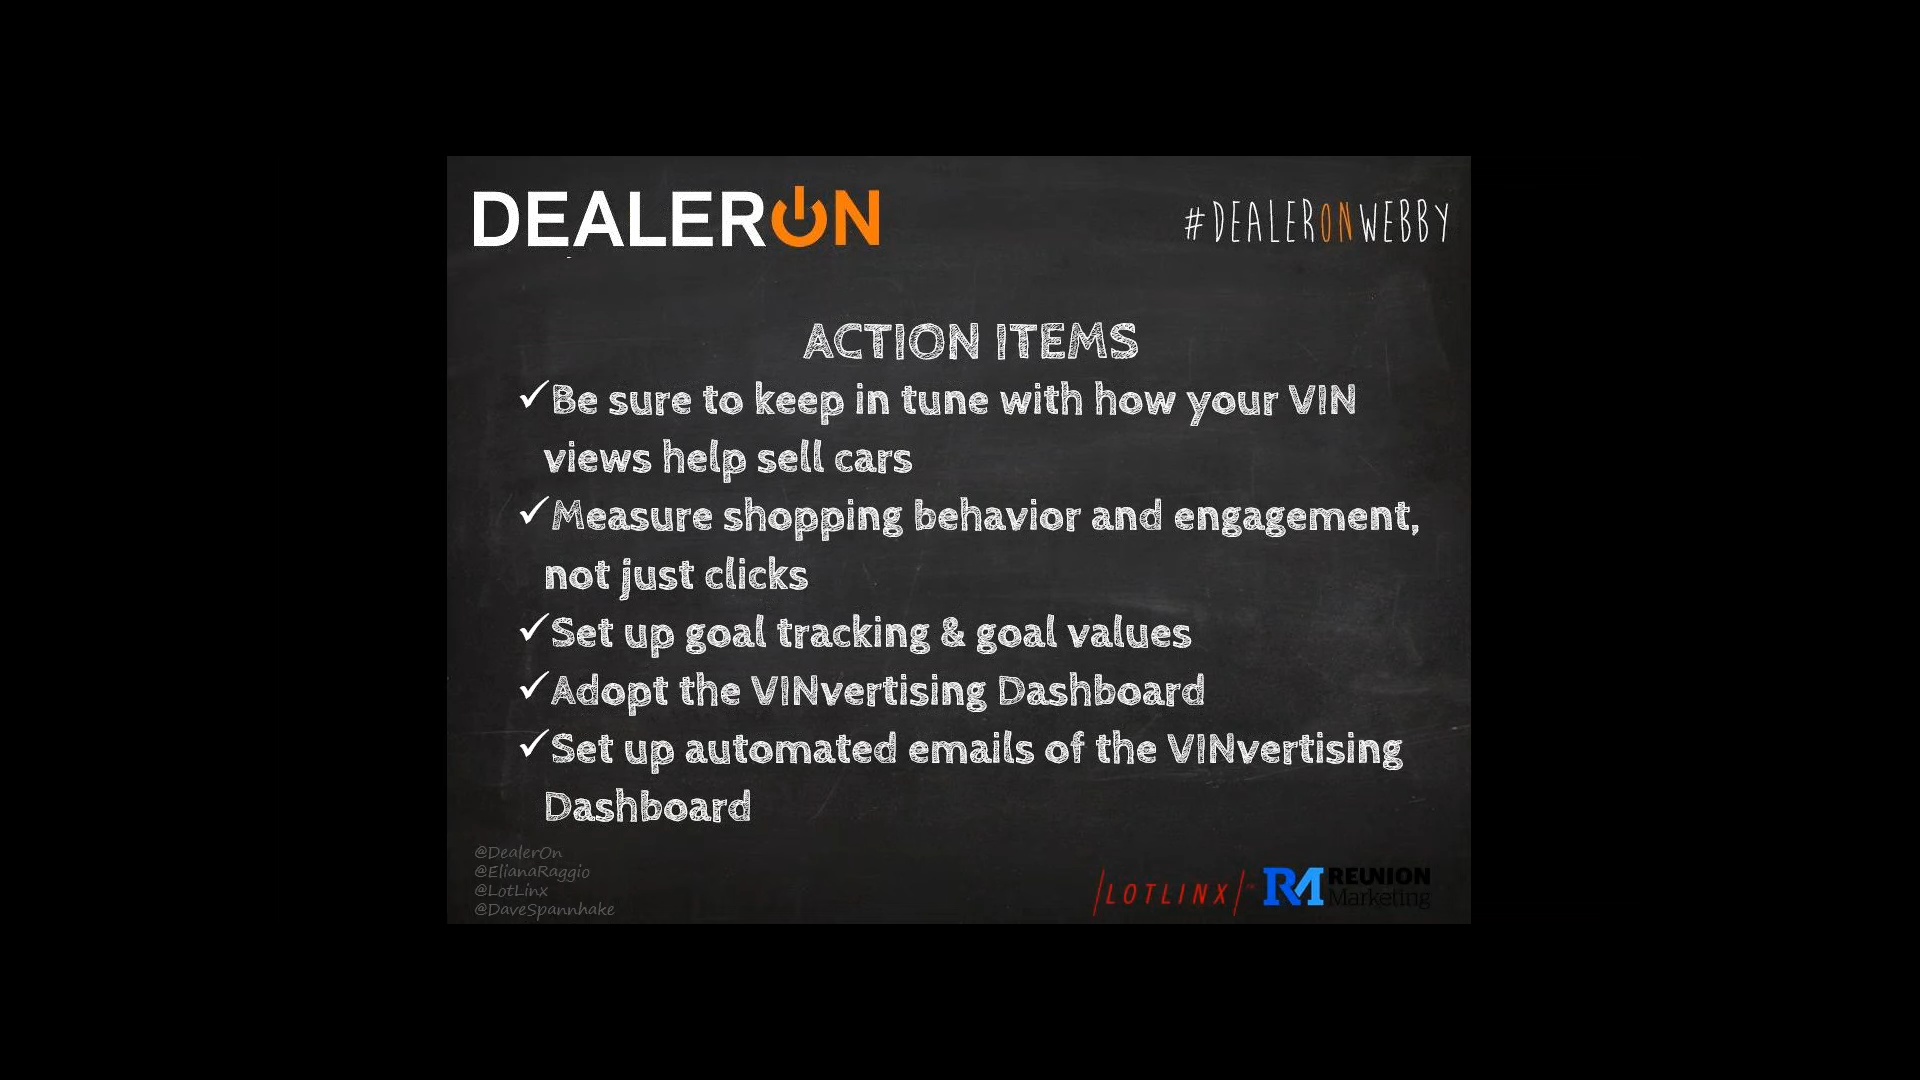 DEALERON
#DEALERONWEBBY
ACTION ITEMS
✓Be sure to keep in tune with how your VIN
views help sell cars
✓Measure shopping behavior and engagement,
not just clicks
✓Set up goal tracking & goal values
✓Adopt the VINvertising Dashboard
✓Set up automated emails of the VINvertising
Dashboard
@DealerOn
@ElianaRaggio
@LotLinx
@DaveSpannhake
|LOTLINX|
RM REUNION
Marketing